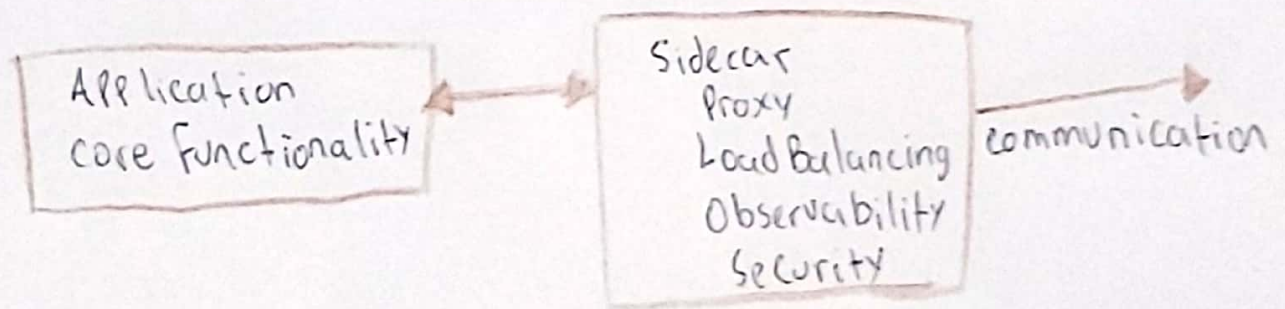 Application
core functionality
Sidecar
Proxy
Load Balancing
Observability
Security
communication